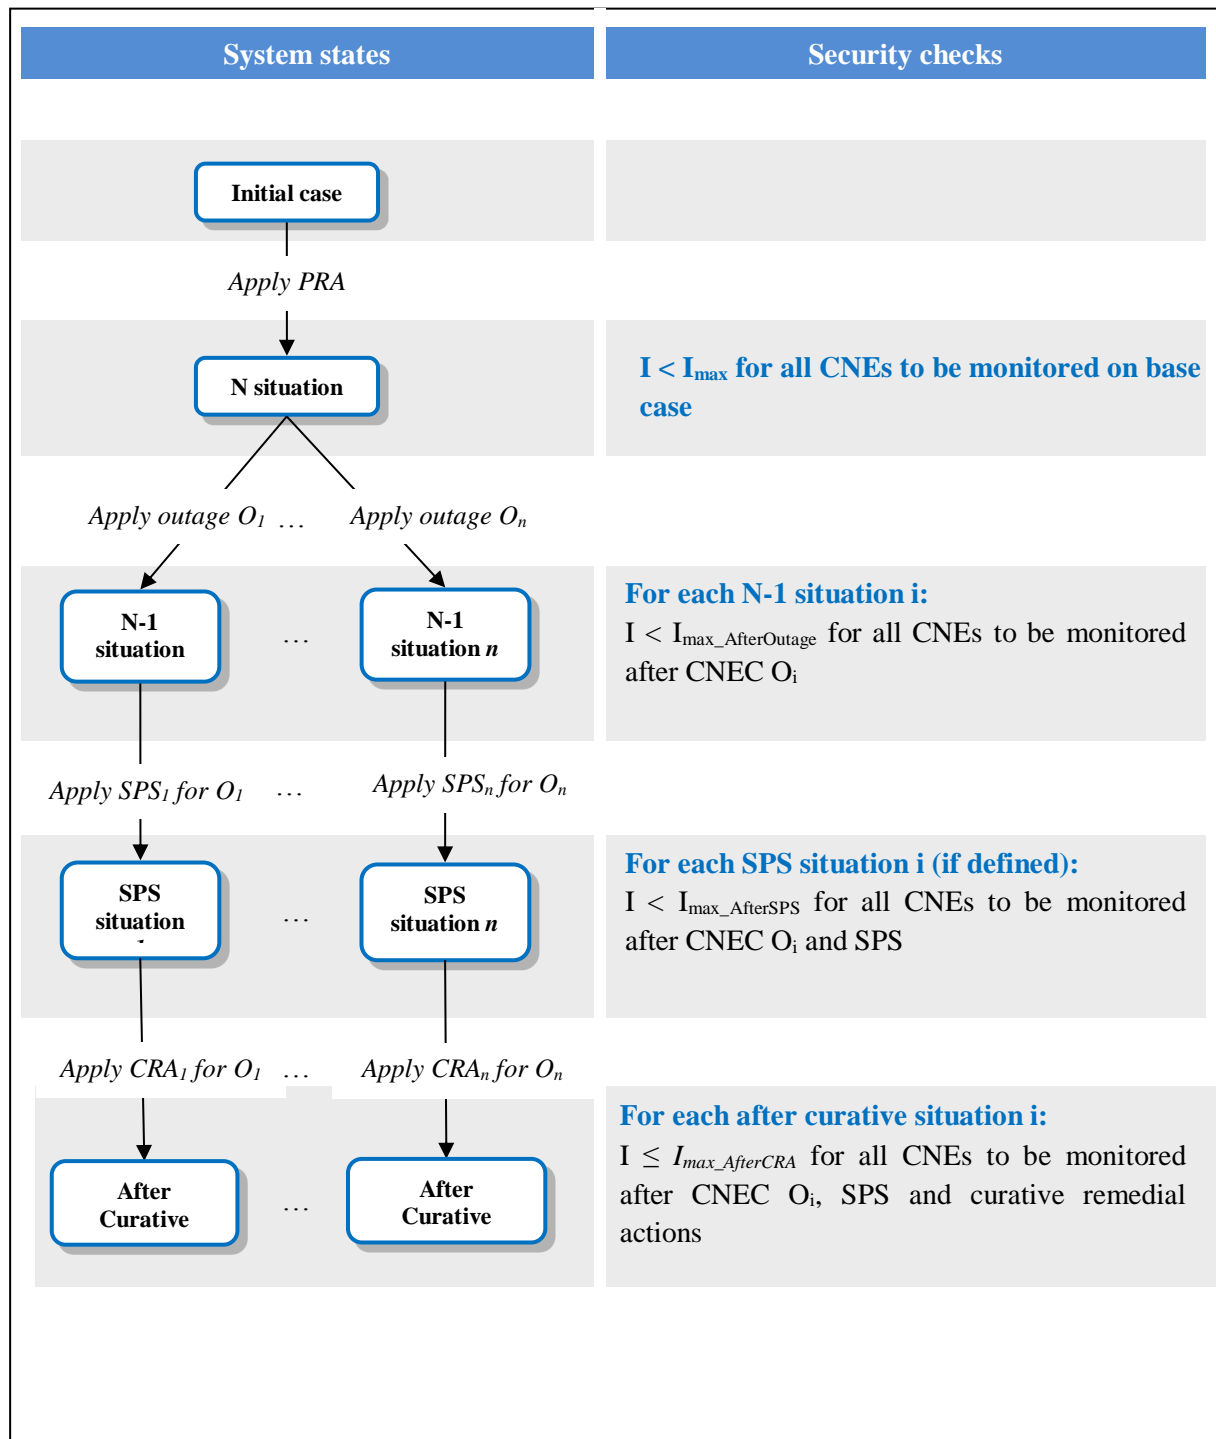 System states
Security checks
Initial case
Apply PRA
N situation
I < Imax for all CNEs to be monitored on base
case
Apply outage O1 … Apply outage On
N-1
situation
…
N-1
situation n
For each N-1 situation i:
I < Imax_AfterOutage for all CNEs to be monitored
after CNEC Oi
Apply SPS1 for O1 … Apply SPSn for On
SPS
situation
…
SPS
situation n
For each SPS situation i (if defined):
I < Imax_AfterSPS for all CNEs to be monitored
after CNEC Oi and SPS
Apply CRA1 for O1 … Apply CRAn for On
After
Curative
…
After
Curative
For each after curative situation i:
I ≤ Imax_AfterCRA for all CNEs to be monitored
after CNEC Oi, SPS and curative remedial
actions